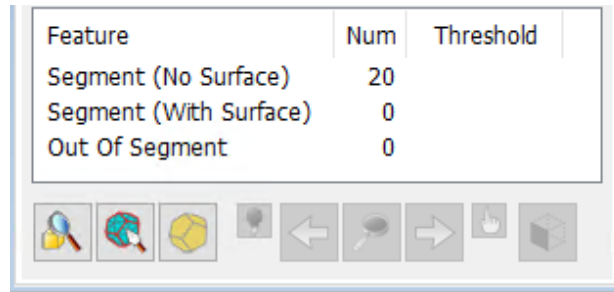 Feature Num Threshold
Segment (No Surface) 20
Segment (With Surface) 0
Out Of Segment 0